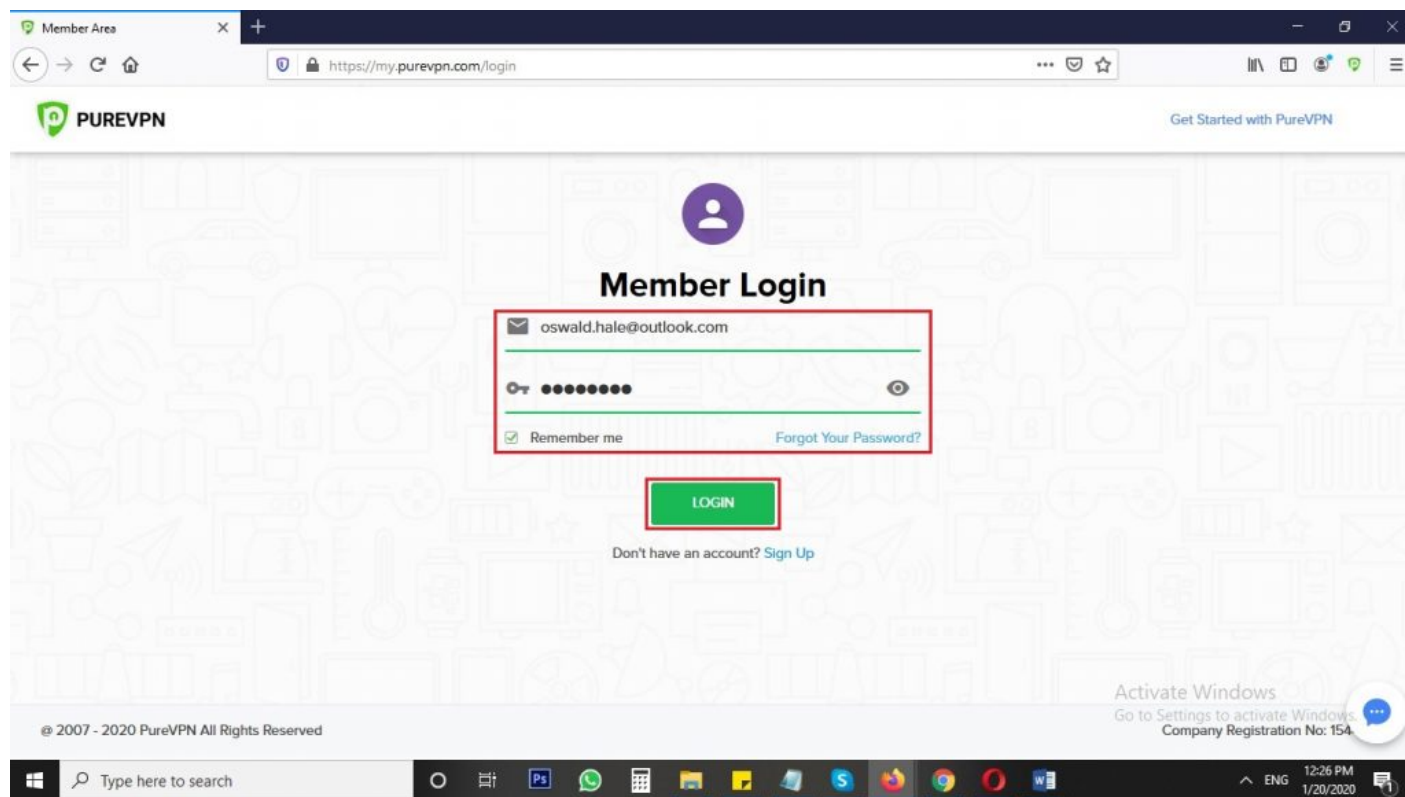 Member Area
https://my.purevpn.com/login
PUREVPN
Get Started with PureVPN
Member Login
oswald.hale@outlook.com
Remember me Forgot Your Password?
LOGIN
Don't have an account? Sign Up
Activate Windows
Go to Settings to activate Windows.
@ 2007 - 2020 PureVPN All Rights Reserved
Company Registration No: 154
Type here to search
Ps
S
W
ENG
12:26 PM
1/20/2020
1